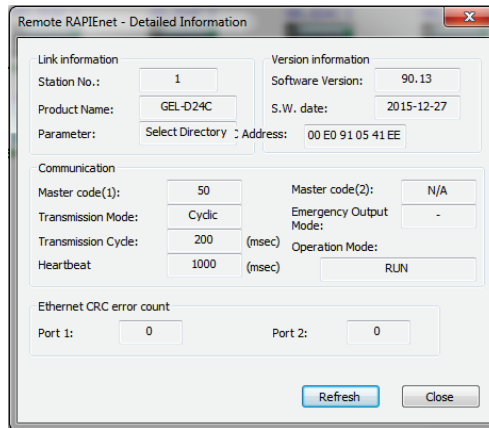 Remote RAPIEnet - Detailed Information
x
Link information
Station No.: 1
Product Name: GEL-D24C
Parameter: Select Directory
Version information
Software Version: 90.13
S.W. date: 2015-12-27
C Address: 00 E0 91 05 41 EE
Communication
Master code(1): 50
Master code(2): N/A
Transmission Mode: Cyclic
Emergency Output
Mode: -
Transmission Cycle: 200 (msec)
Operation Mode:
Heartbeat 1000 (msec)
RUN
Ethernet CRC error count
Port 1: 0
Port 2: 0
Refresh
Close